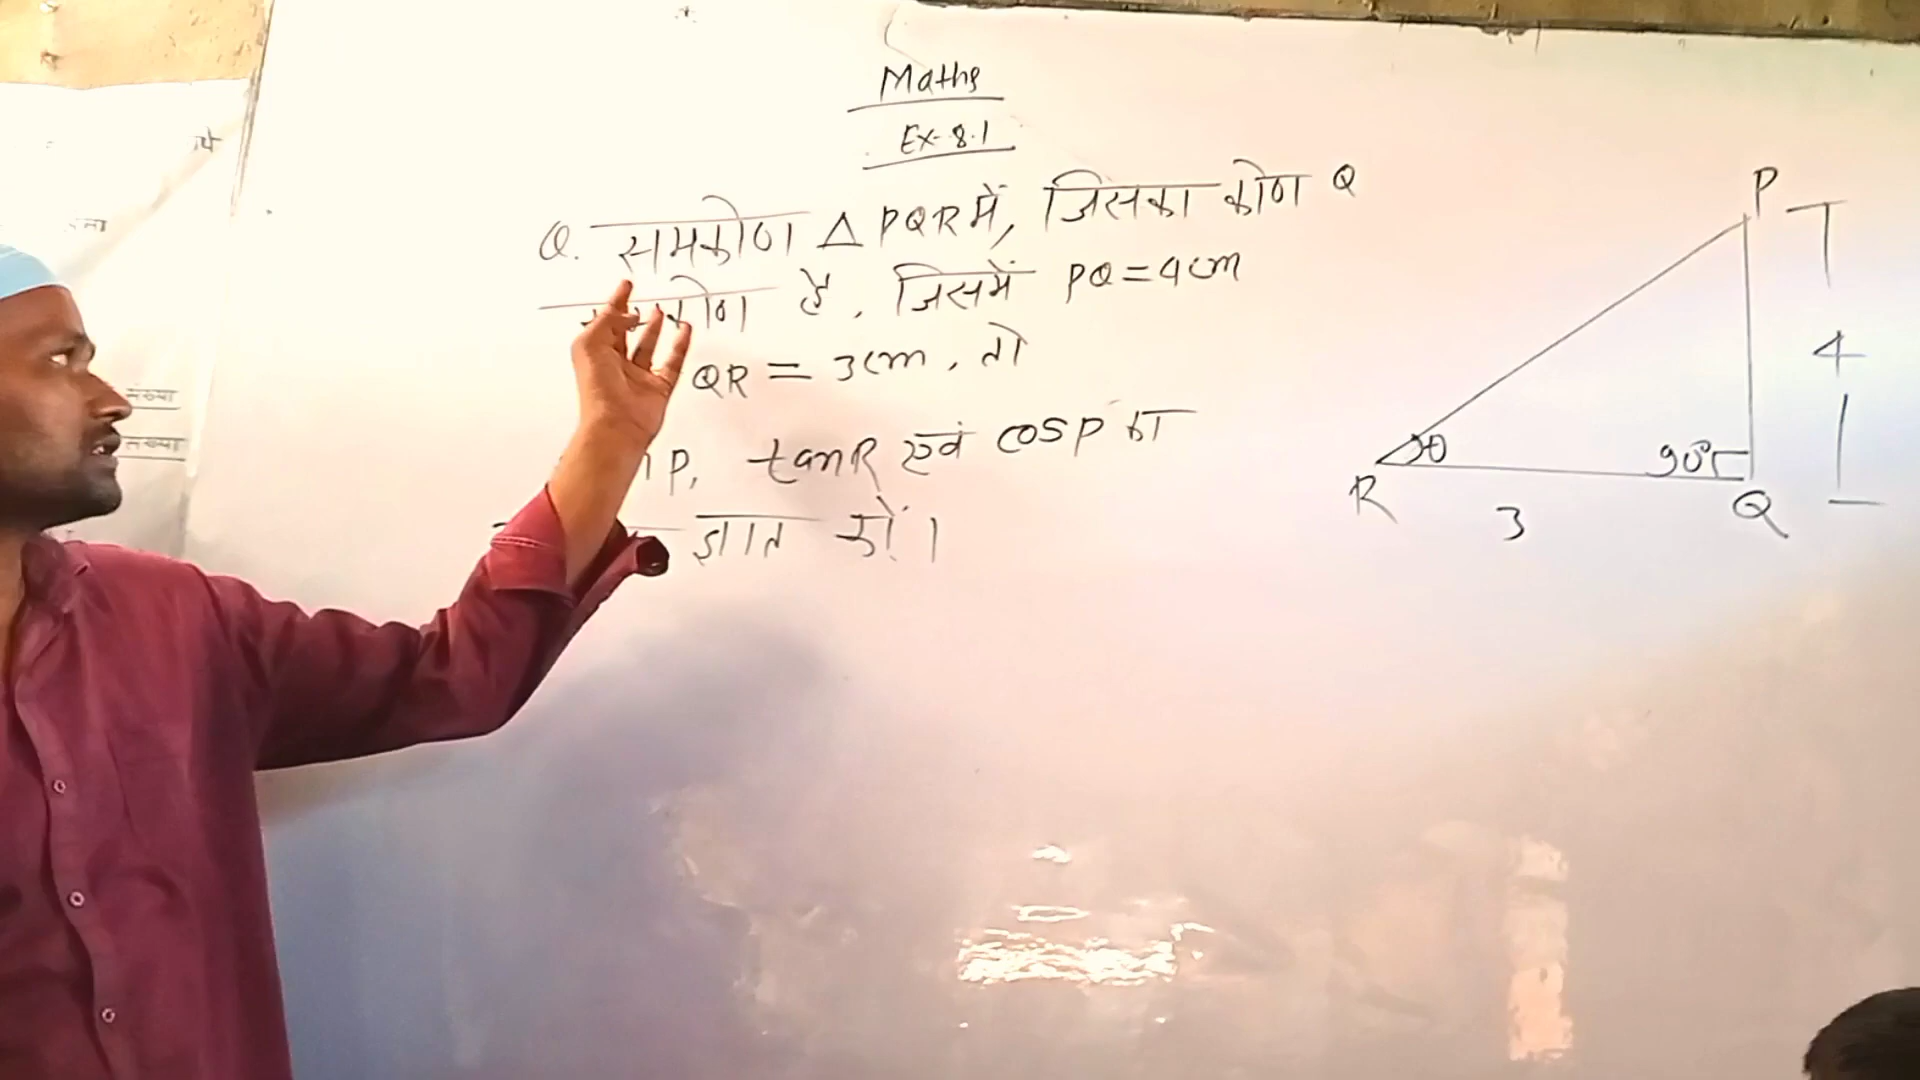 Maths
Ex-8.1
Q. समकोण △ PQR में, जिसका कोण Q
है, जिसमें PQ = 4cm
QR = 3cm, तो
P, tanR एवं cosP का
ज्ञात करें।
P
4
θ
90°
R
3
Q